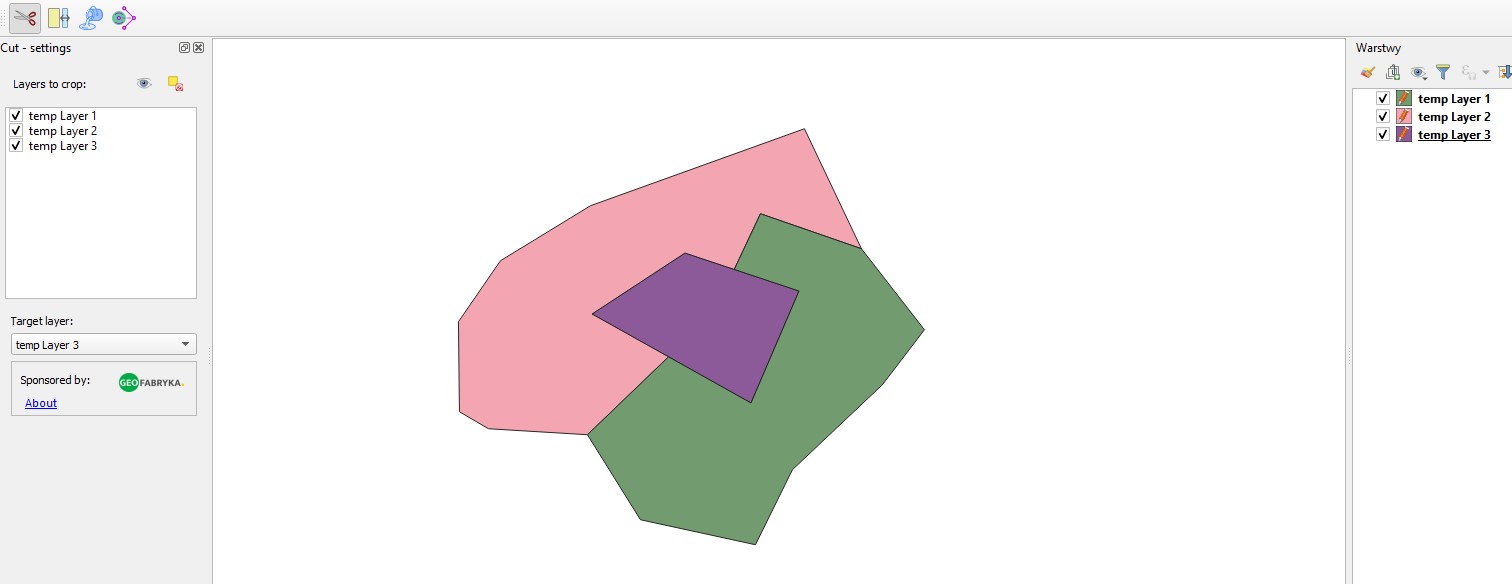 Cut - settings
Layers to crop:
temp Layer 1
temp Layer 2
temp Layer 3
Target layer:
temp Layer 3
Sponsored by:
GEOFABRYKA.
About
Warstwy
temp Layer 1
temp Layer 2
temp Layer 3